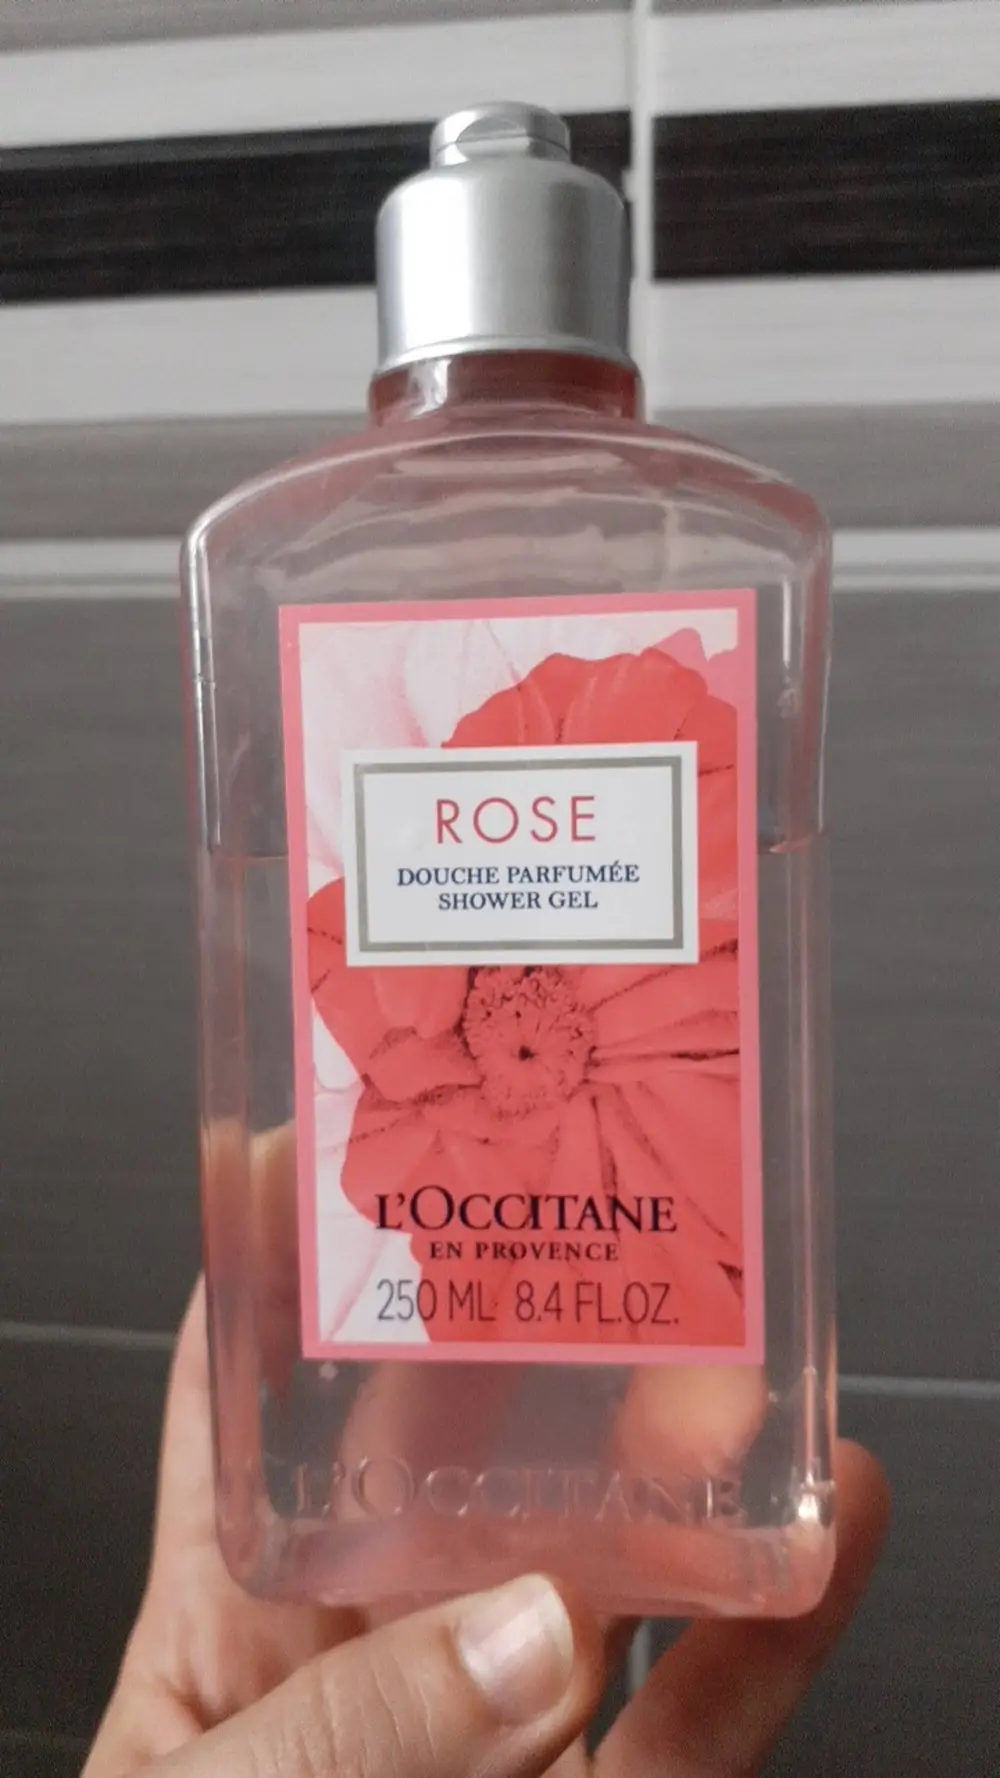 ROSE
DOUCHE PARFUMÉE
SHOWER GEL
L'OCCITANE
EN PROVENCE
250 ML 8.4 FL.OZ.
L'OCCITANE